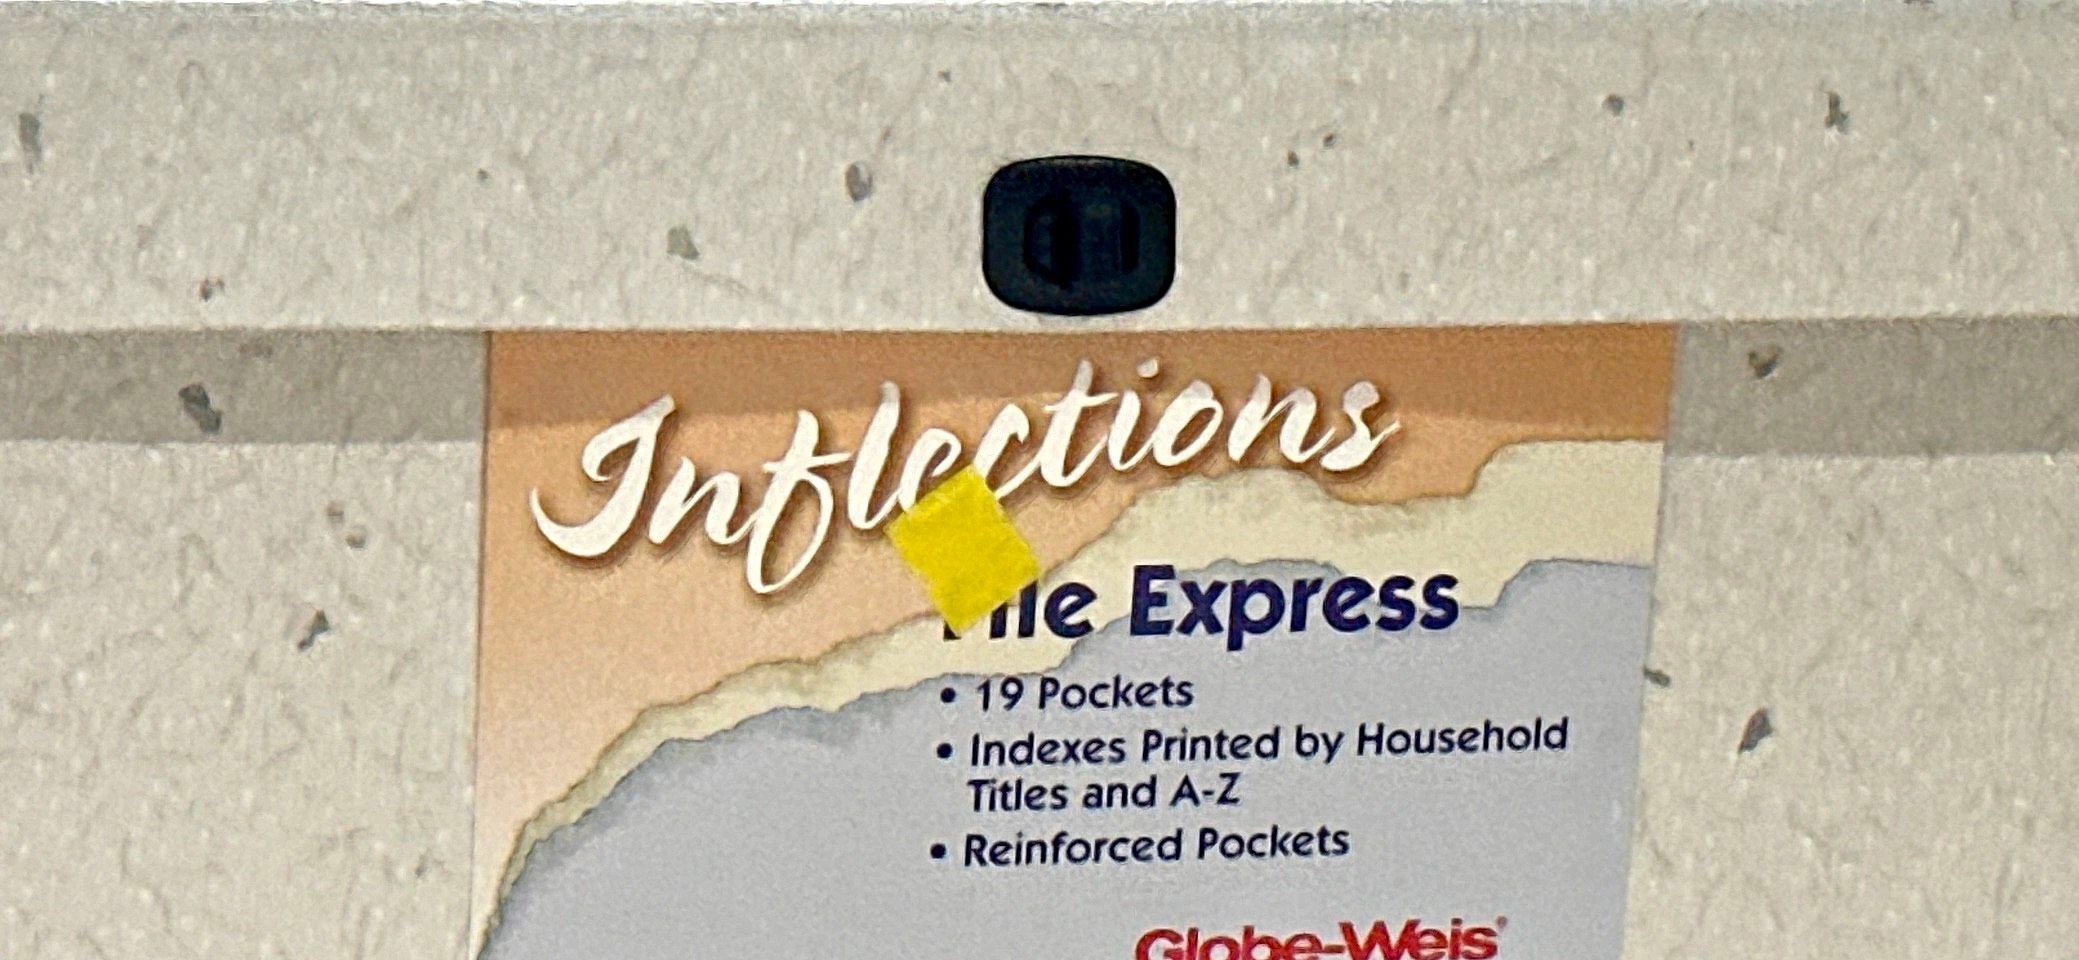 Inflections
File Express
• 19 Pockets
• Indexes Printed by Household
Titles and A-Z
• Reinforced Pockets
Globe-Weis®